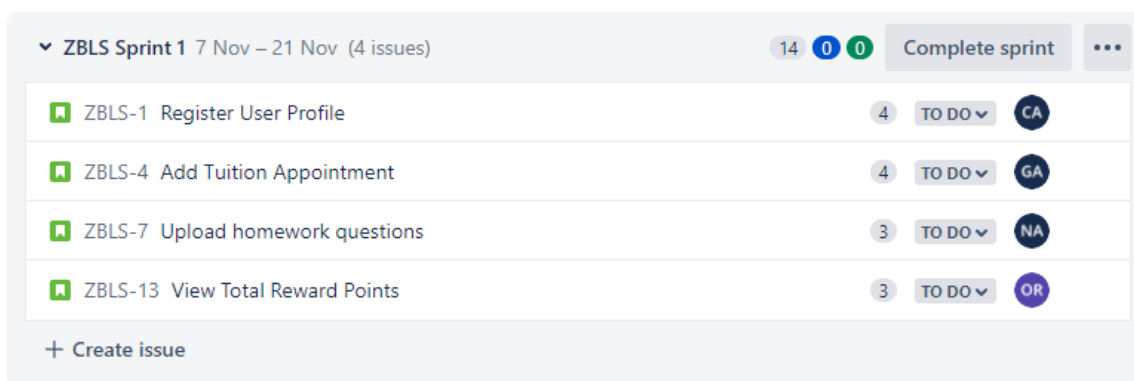 ZBLS Sprint 1 7 Nov – 21 Nov (4 issues) 14 0 0 Complete sprint
ZBLS-1 Register User Profile 4 TO DO CA
ZBLS-4 Add Tuition Appointment 4 TO DO GA
ZBLS-7 Upload homework questions 3 TO DO NA
ZBLS-13 View Total Reward Points 3 TO DO OR
+ Create issue